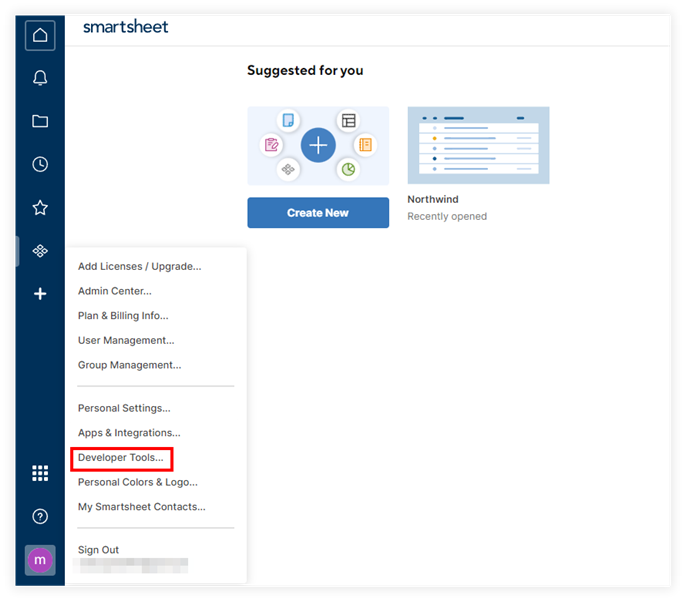 smartsheet
Suggested for you
Create New
Northwind
Recently opened
Add Licenses / Upgrade...
Admin Center...
Plan & Billing Info...
User Management...
Group Management...
Personal Settings...
Apps & Integrations...
Developer Tools...
Personal Colors & Logo...
My Smartsheet Contacts...
Sign Out
m